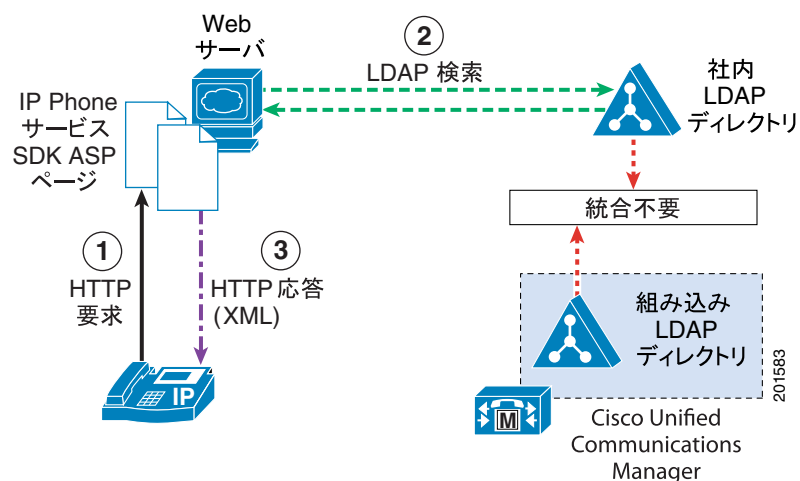 Web
サーバ
②
LDAP 検索
社内
LDAP
ディレクトリ
IP Phone
サービス
SDK ASP
ページ
統合不要
①
HTTP
要求
③
HTTP 応答
(XML)
組み込み
LDAP
ディレクトリ
IP
M
Cisco Unified
Communications
Manager
201583